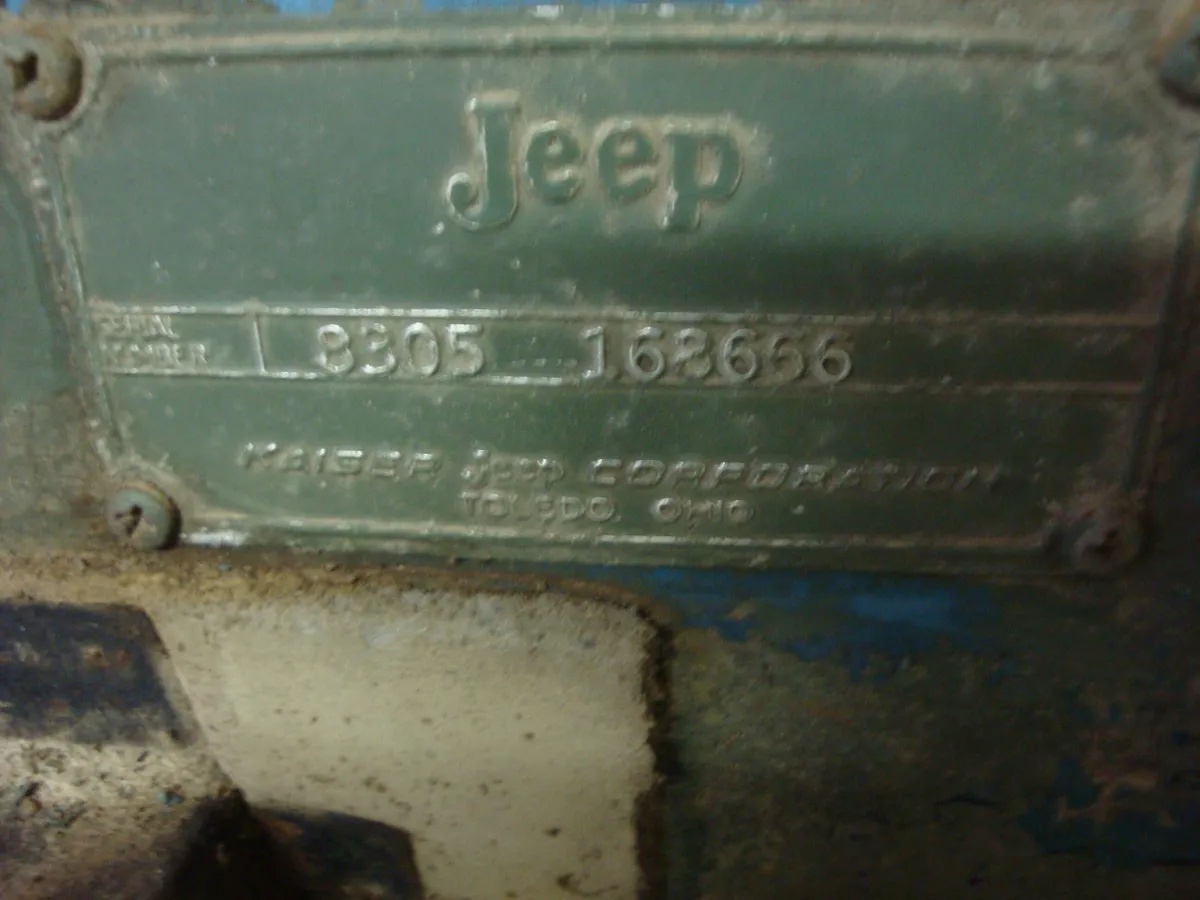 Jeep
SERIAL
NUMBER
8305 168666
KAISER Jeep CORPORATION
TOLEDO, OHIO